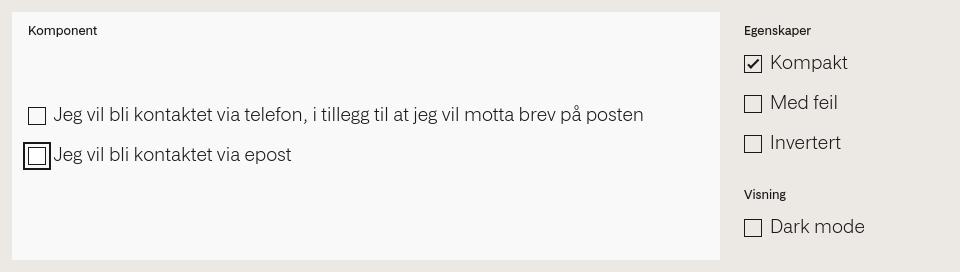 Komponent
Jeg vil bli kontaktet via telefon, i tillegg til at jeg vil motta brev på posten
Jeg vil bli kontaktet via epost
Egenskaper
Kompakt
Med feil
Invertert
Visning
Dark mode